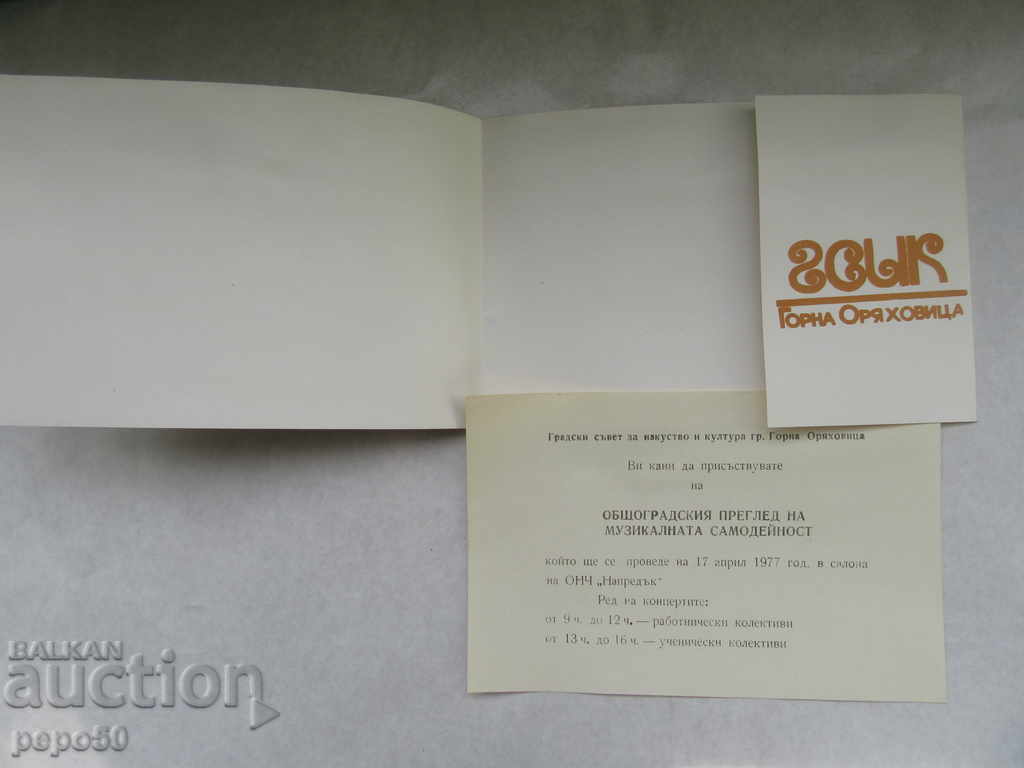 ГСИК
Горна Оряховица
Градски съвет за изкуство и култура гр. Горна Оряховица
Ви кани да присъствувате
на
ОБЩОГРАДСКИЯ ПРЕГЛЕД НА
МУЗИКАЛНАТА САМОДЕЙНОСТ
който ще се проведе на 17 април 1977 год. в салона
на ОНЧ „Напредък“
Ред на концертите:
от 9 ч. до 12 ч. — работнически колективи
от 13 ч. до 16 ч. — ученически колективи
BALKAN
auction
pepo50